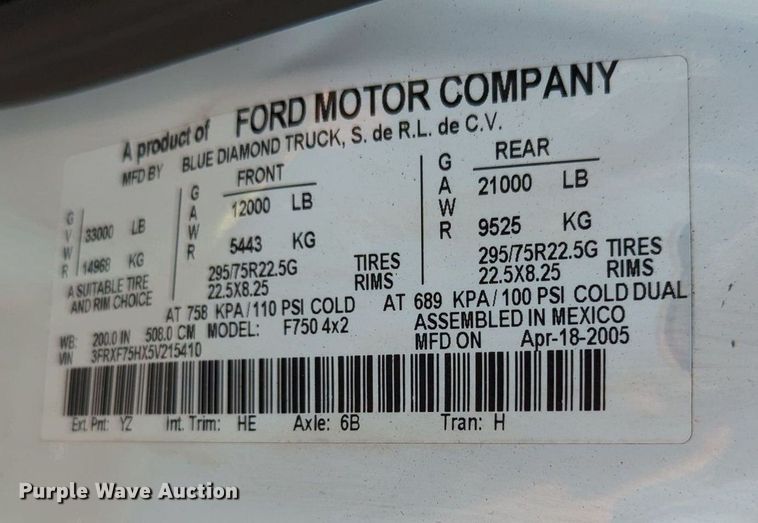 A product of FORD MOTOR COMPANY
MFD BY BLUE DIAMOND TRUCK, S. de R.L. de C.V.
GVWR 33000 LB
14968 KG
A SUITABLE TIRE
AND RIM CHOICE
GAWR FRONT
12000 LB
5443 KG
295/75R22.5G TIRES
22.5X8.25 RIMS
AT 758 KPA/110 PSI COLD
GAWR REAR
21000 LB
9525 KG
295/75R22.5G TIRES
22.5X8.25 RIMS
AT 689 KPA/100 PSI COLD DUAL
WB: 200.0 IN 508.0 CM MODEL: F750 4x2
ASSEMBLED IN MEXICO
VIN 3FRXF75HX5V215410
MFD ON Apr-18-2005
Ext. Pnt: YZ Int. Trim: HE Axle: 6B Tran: H
Purple Wave Auction